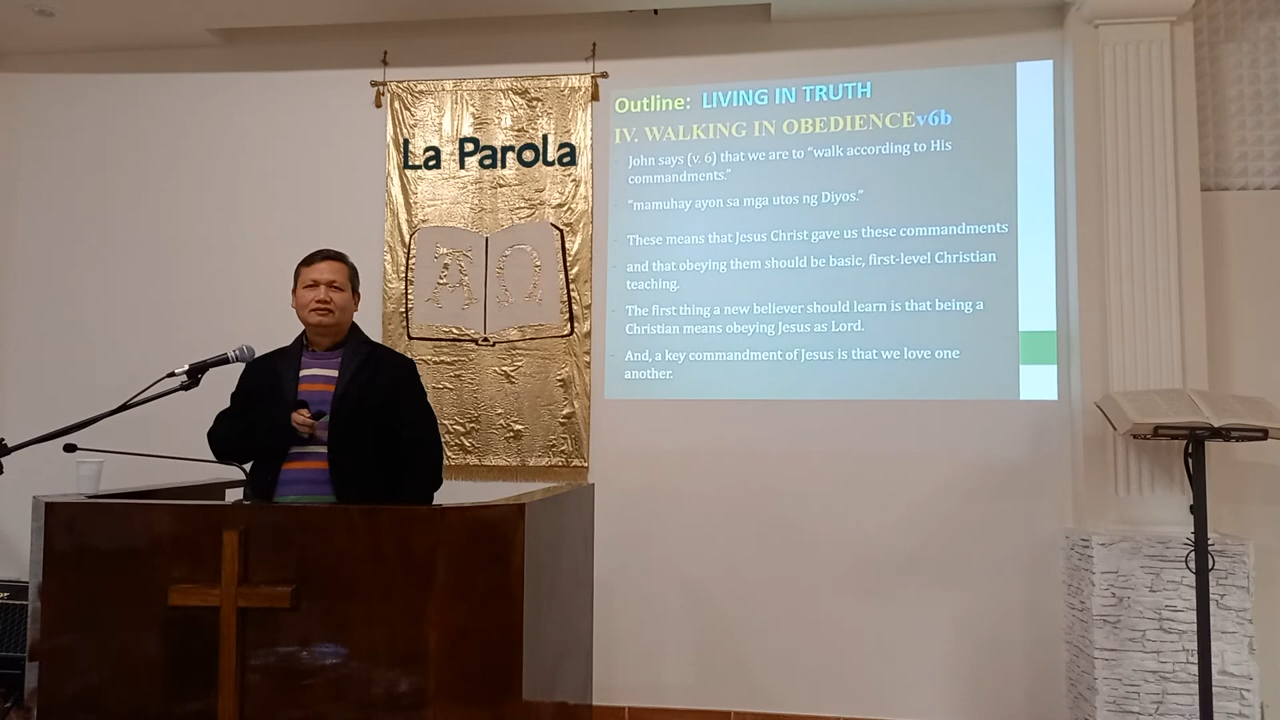 La Parola
Α Ω
Outline: LIVING IN TRUTH
IV. WALKING IN OBEDIENCEv6b
John says (v. 6) that we are to “walk according to His
commandments.”
“mamuhay ayon sa mga utos ng Diyos.”
These means that Jesus Christ gave us these commandments
and that obeying them should be basic, first-level Christian
teaching.
The first thing a new believer should learn is that being a
Christian means obeying Jesus as Lord.
And, a key commandment of Jesus is that we love one
another.